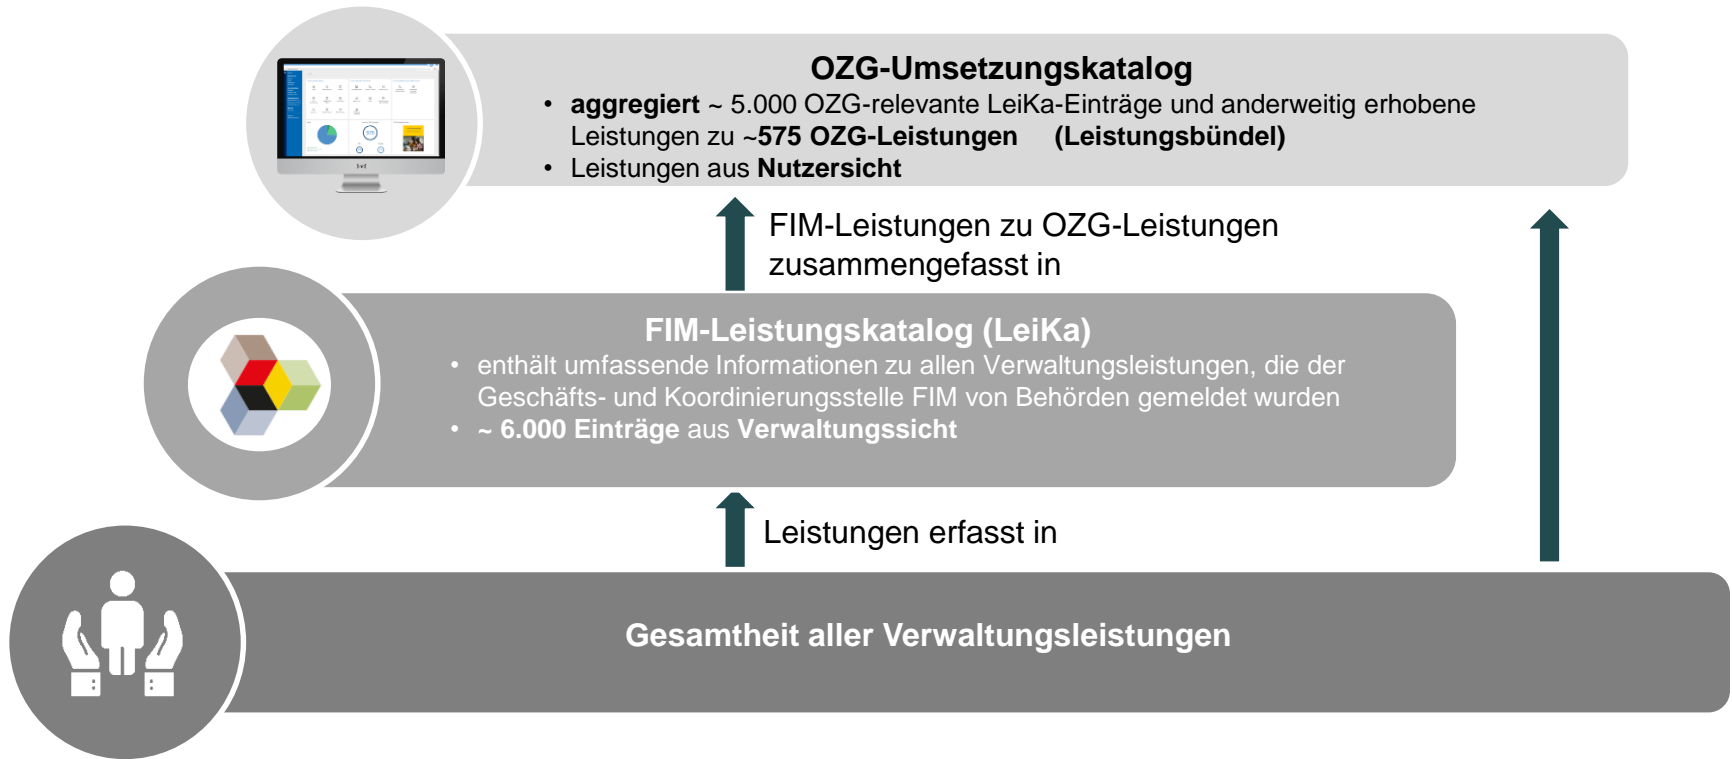 OZG-Umsetzungskatalog
• aggregiert ~ 5.000 OZG-relevante LeiKa-Einträge und anderweitig erhobene
Leistungen zu ~575 OZG-Leistungen (Leistungsbündel)
• Leistungen aus Nutzersicht
FIM-Leistungen zu OZG-Leistungen
zusammengefasst in
FIM-Leistungskatalog (LeiKa)
• enthält umfassende Informationen zu allen Verwaltungsleistungen, die der
Geschäfts- und Koordinierungsstelle FIM von Behörden gemeldet wurden
• ~ 6.000 Einträge aus Verwaltungssicht
Leistungen erfasst in
Gesamtheit aller Verwaltungsleistungen